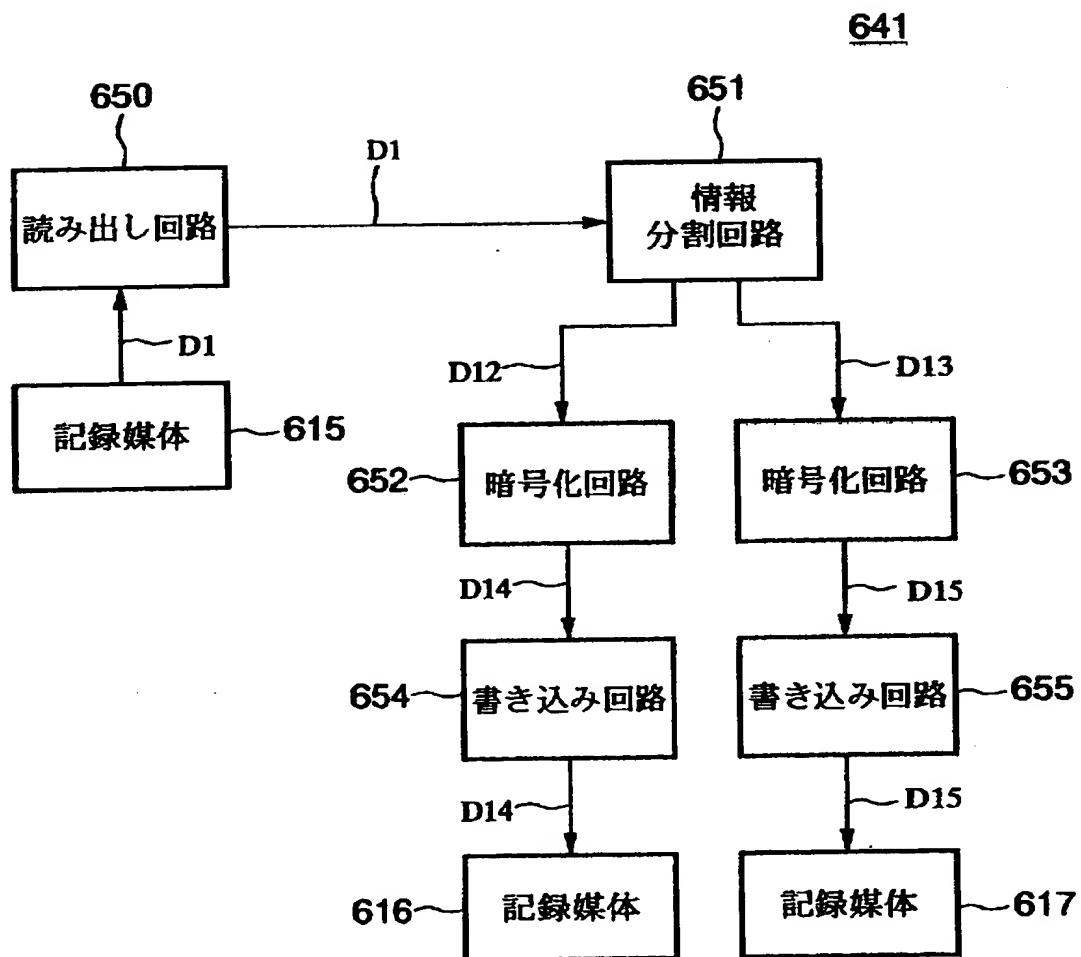 641
650
651
D1
読み出し回路
情報
分割回路
D1
D12
D13
記録媒体
615
652
暗号化回路
暗号化回路
653
D14
D15
654
書き込み回路
書き込み回路
655
D14
D15
616
記録媒体
記録媒体
617